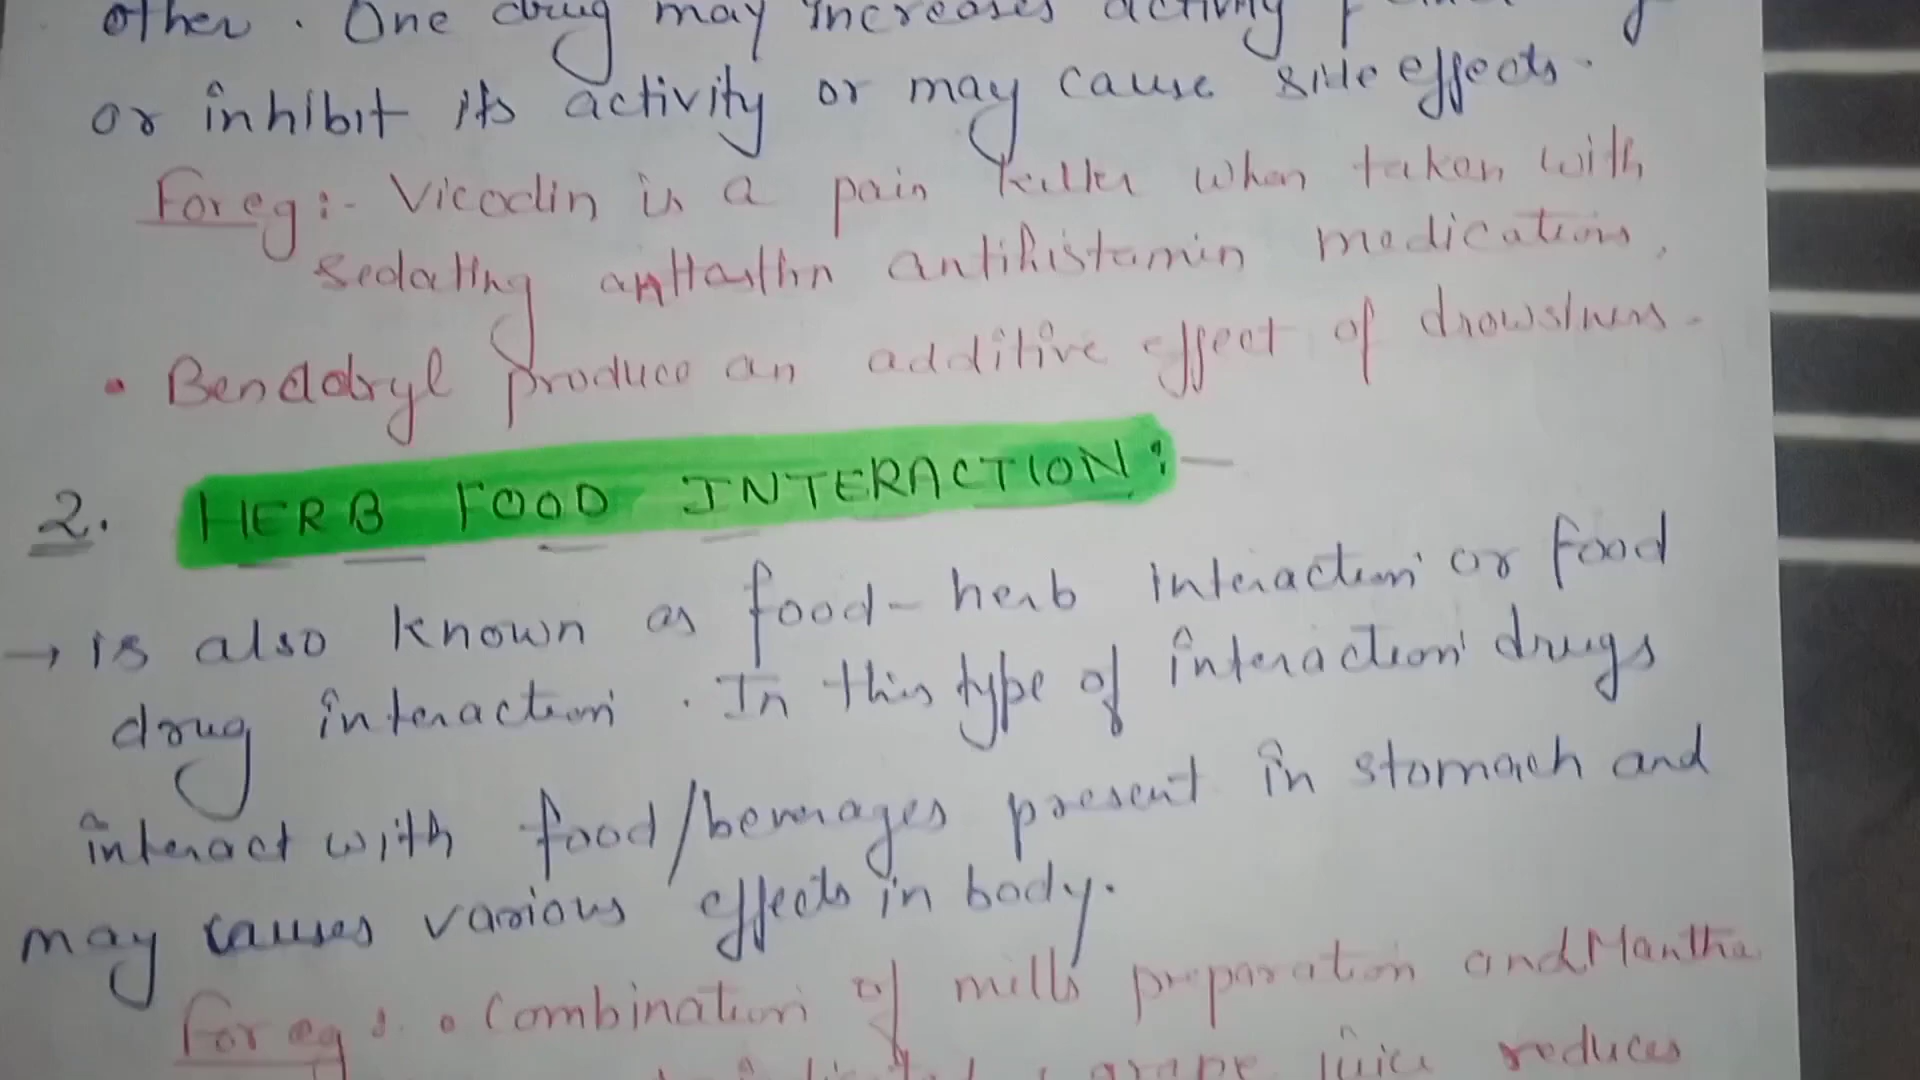 other. One drug may increases activity
or inhibit its activity or may cause side effects.
For eg:- Vicodin is a pain killer when taken with
sedating antihistamin medications,
• Bendabryl produce an additive effect of drowsiness.
2. HERB FOOD INTERACTION:-
→ is also known as food-herb interaction or food
drug interaction. In this type of interaction drugs
interact with food/beverages present in stomach and
may causes various effects in body.
For eg: • Combination of milk preparation and Mantha
grape juice reduces